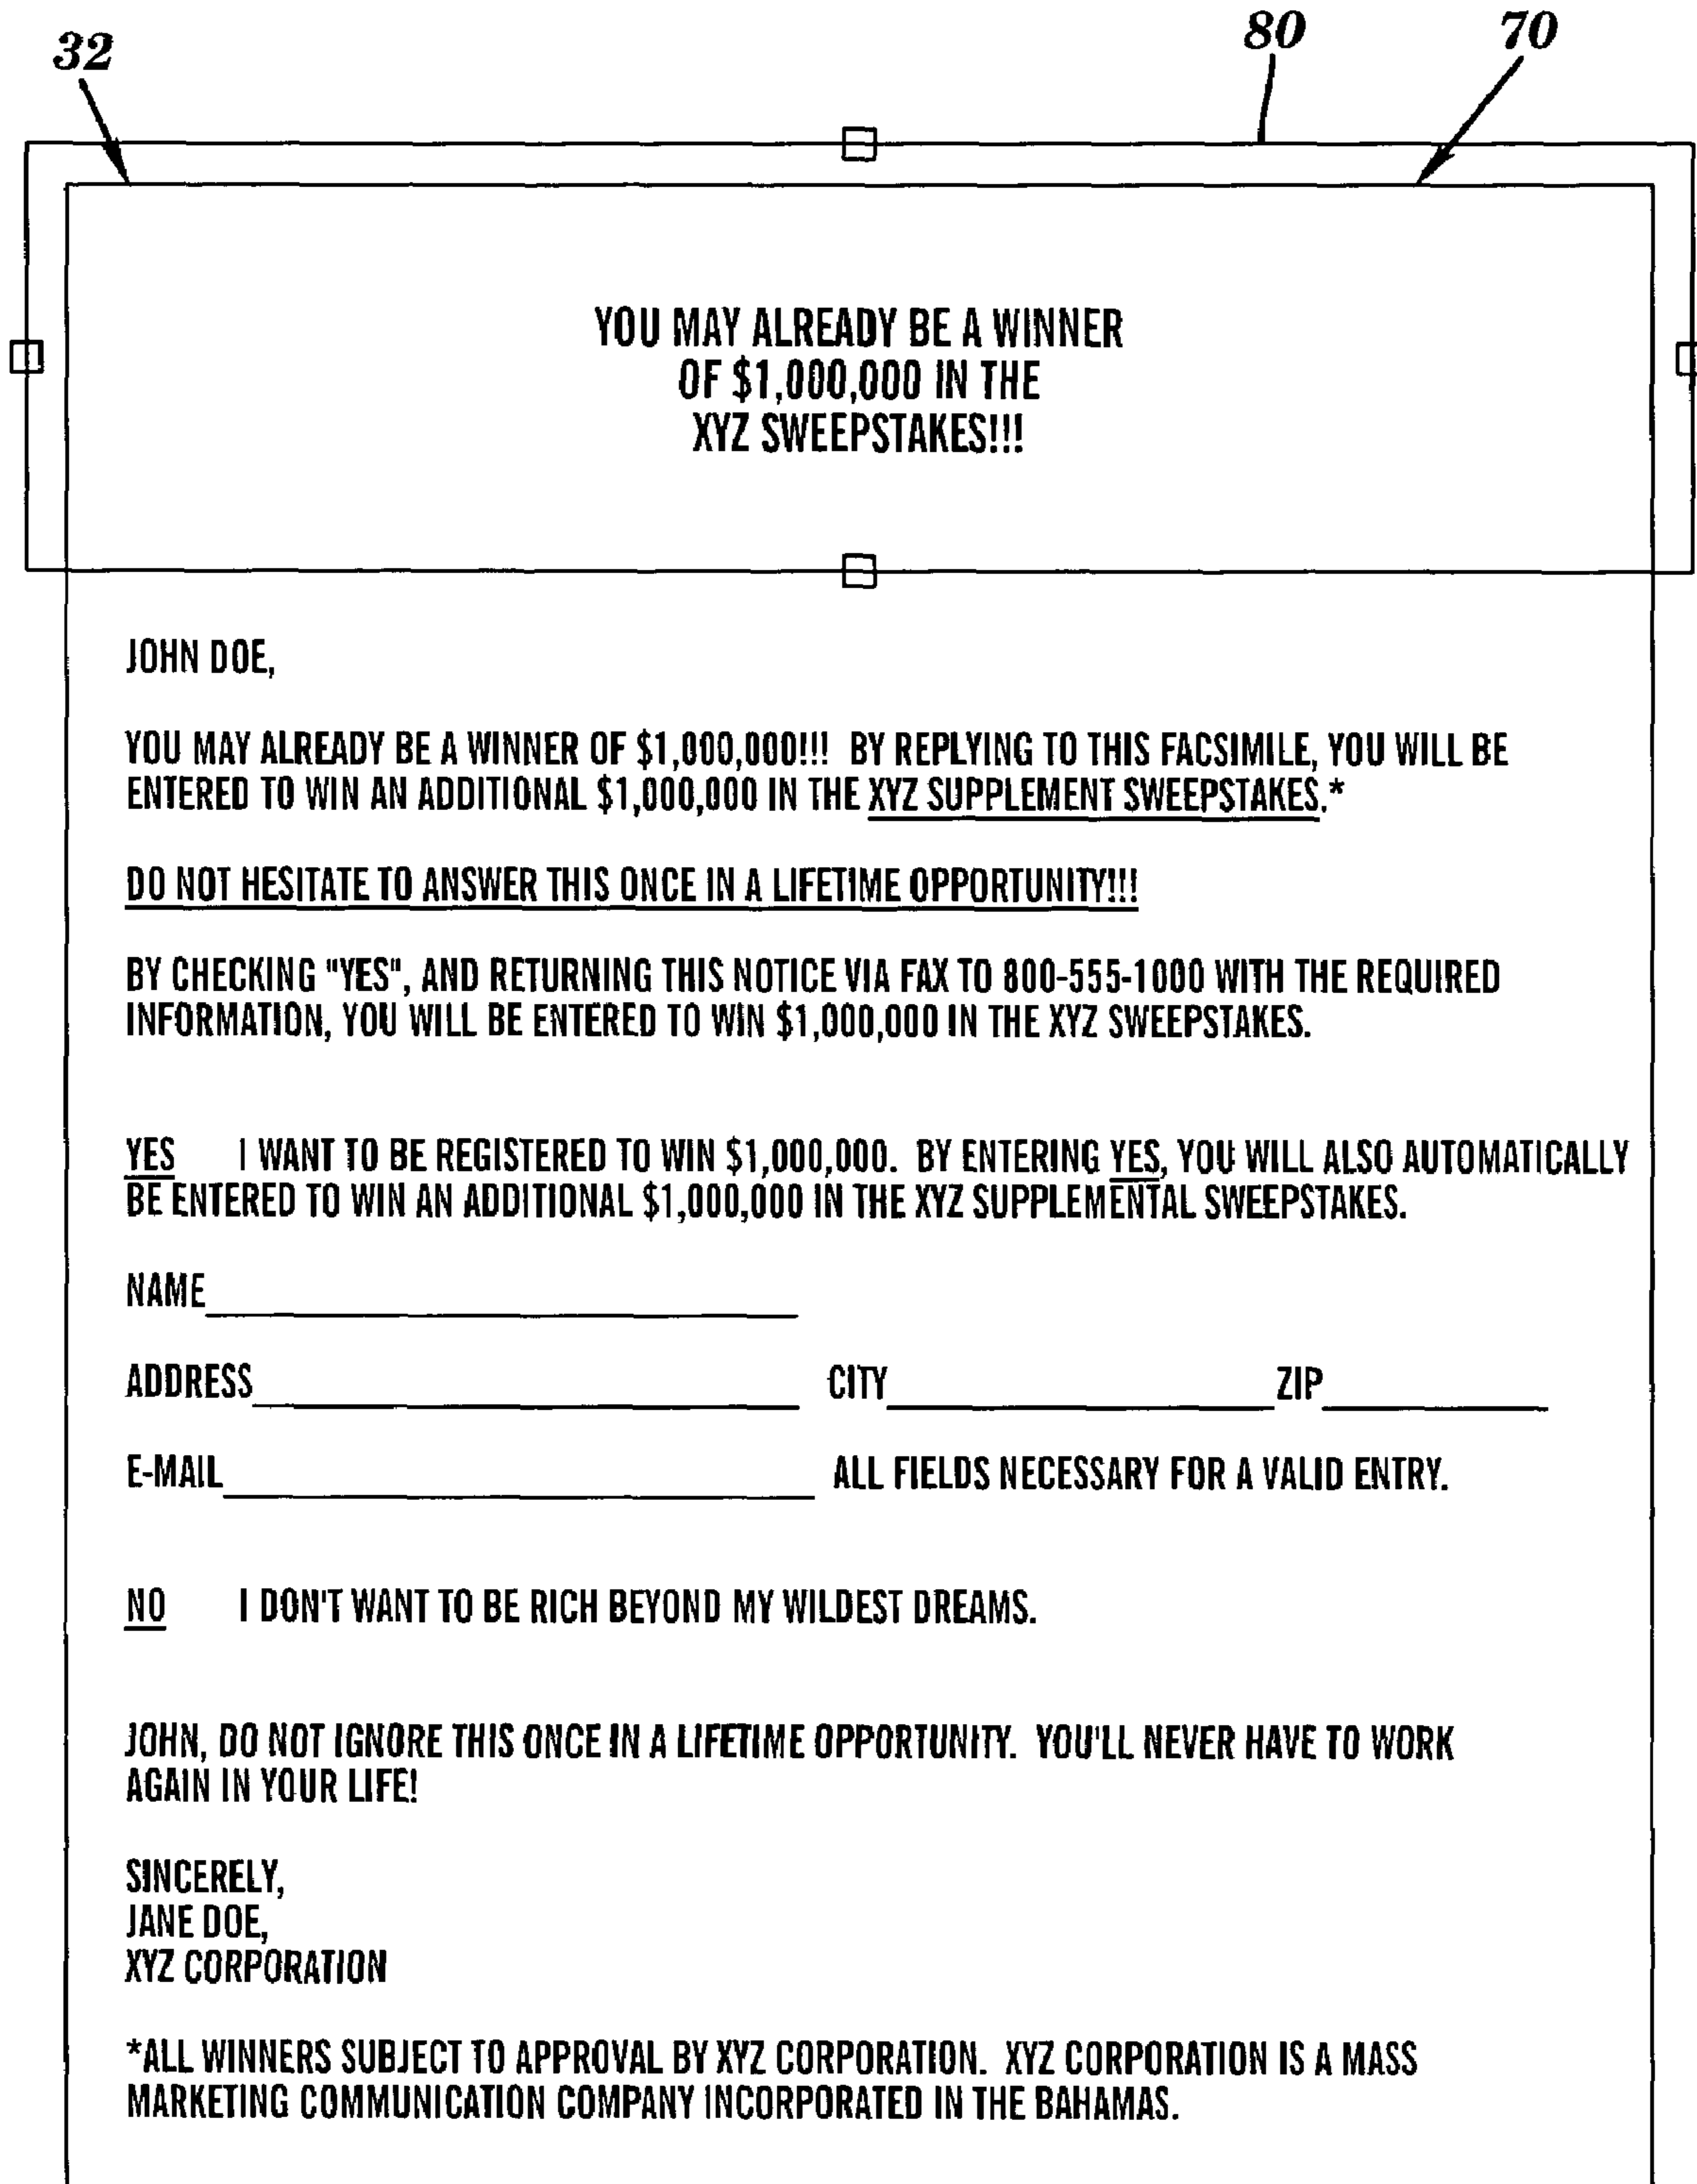 32 80 70
YOU MAY ALREADY BE A WINNER
OF $1,000,000 IN THE
XYZ SWEEPSTAKES!!!
JOHN DOE,
YOU MAY ALREADY BE A WINNER OF $1,000,000!!! BY REPLYING TO THIS FACSIMILE, YOU WILL BE
ENTERED TO WIN AN ADDITIONAL $1,000,000 IN THE XYZ SUPPLEMENT SWEEPSTAKES.*
DO NOT HESITATE TO ANSWER THIS ONCE IN A LIFETIME OPPORTUNITY!!!
BY CHECKING "YES", AND RETURNING THIS NOTICE VIA FAX TO 800-555-1000 WITH THE REQUIRED
INFORMATION, YOU WILL BE ENTERED TO WIN $1,000,000 IN THE XYZ SWEEPSTAKES.
YES I WANT TO BE REGISTERED TO WIN $1,000,000. BY ENTERING YES, YOU WILL ALSO AUTOMATICALLY
BE ENTERED TO WIN AN ADDITIONAL $1,000,000 IN THE XYZ SUPPLEMENTAL SWEEPSTAKES.
NAME
ADDRESS CITY ZIP
E-MAIL ALL FIELDS NECESSARY FOR A VALID ENTRY.
NO I DON'T WANT TO BE RICH BEYOND MY WILDEST DREAMS.
JOHN, DO NOT IGNORE THIS ONCE IN A LIFETIME OPPORTUNITY. YOU'LL NEVER HAVE TO WORK
AGAIN IN YOUR LIFE!
SINCERELY,
JANE DOE,
XYZ CORPORATION
*ALL WINNERS SUBJECT TO APPROVAL BY XYZ CORPORATION. XYZ CORPORATION IS A MASS
MARKETING COMMUNICATION COMPANY INCORPORATED IN THE BAHAMAS.